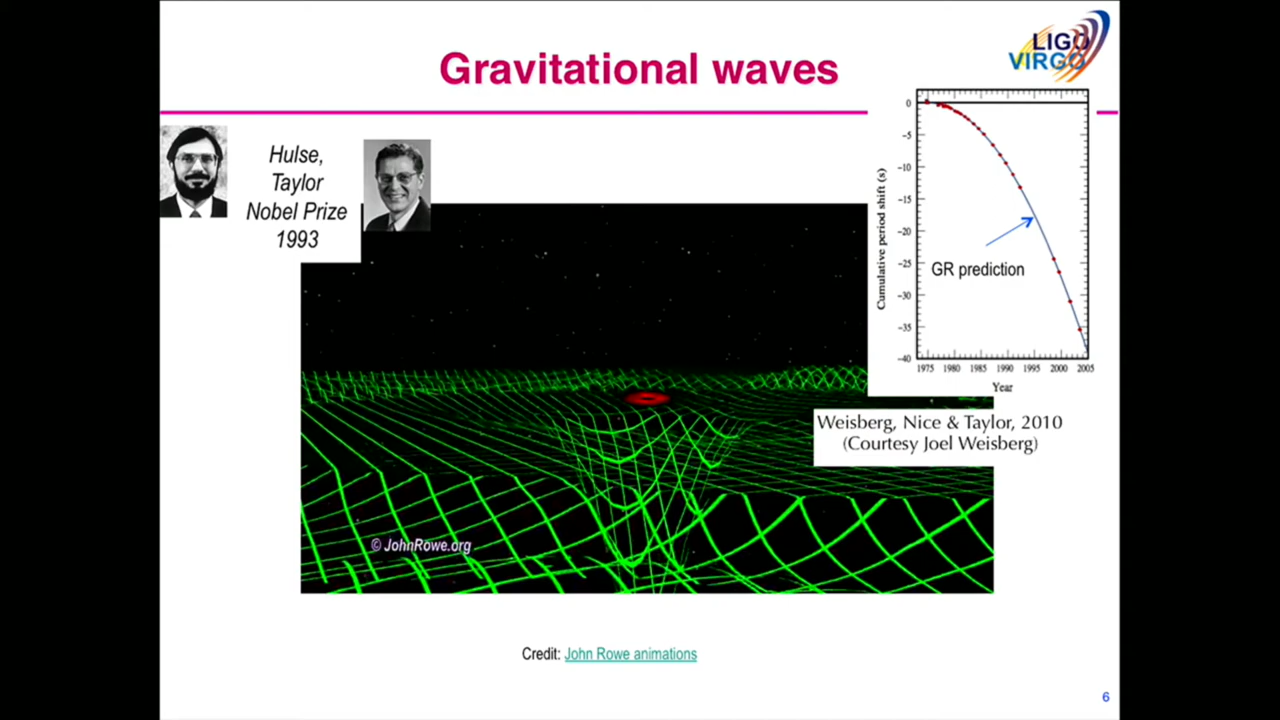 LIGO
VIRGO
Gravitational waves
Hulse,
Taylor
Nobel Prize
1993
0
−5
−10
−15
−20
−25
−30
−35
−40
Cumulative period shift (s)
GR prediction
1975 1980 1985 1990 1995 2000 2005
Year
Weisberg, Nice & Taylor, 2010
(Courtesy Joel Weisberg)
© JohnRowe.org
Credit: John Rowe animations
6